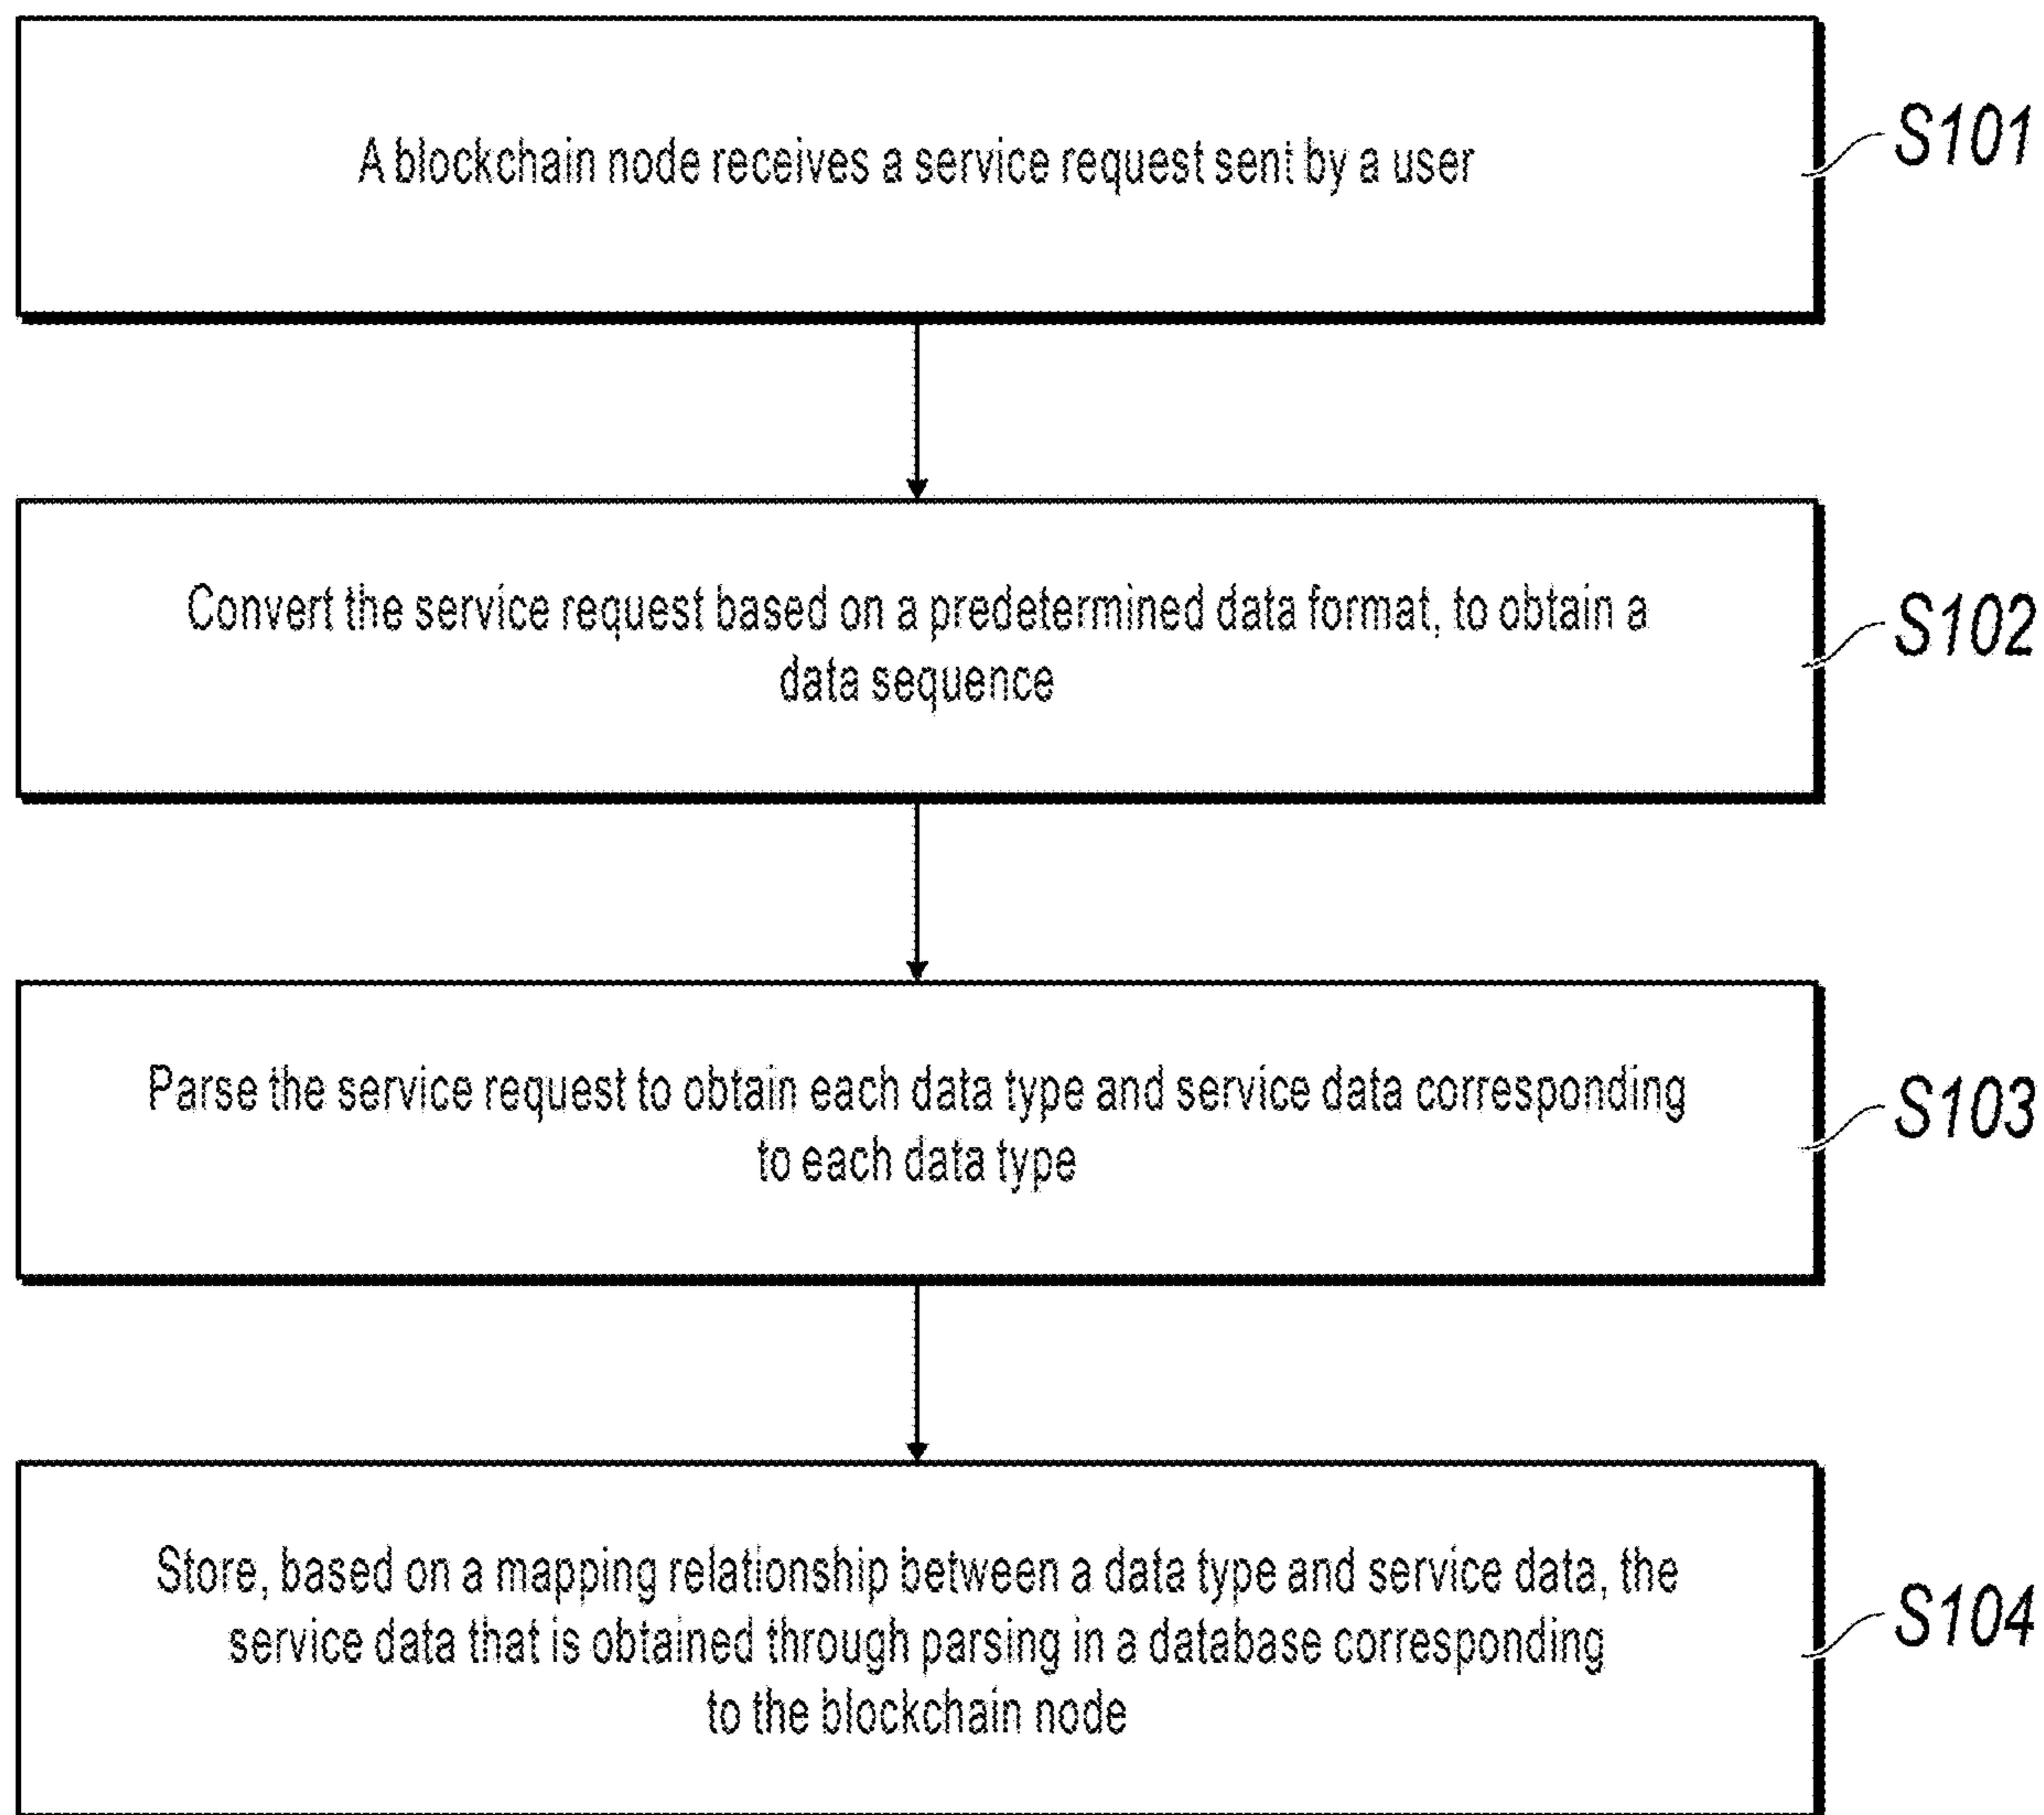 A blockchain node receives a service request sent by a user
S101
Convert the service request based on a predetermined data format, to obtain a
data sequence
S102
Parse the service request to obtain each data type and service data corresponding
to each data type
S103
Store, based on a mapping relationship between a data type and service data, the
service data that is obtained through parsing in a database corresponding
to the blockchain node
S104